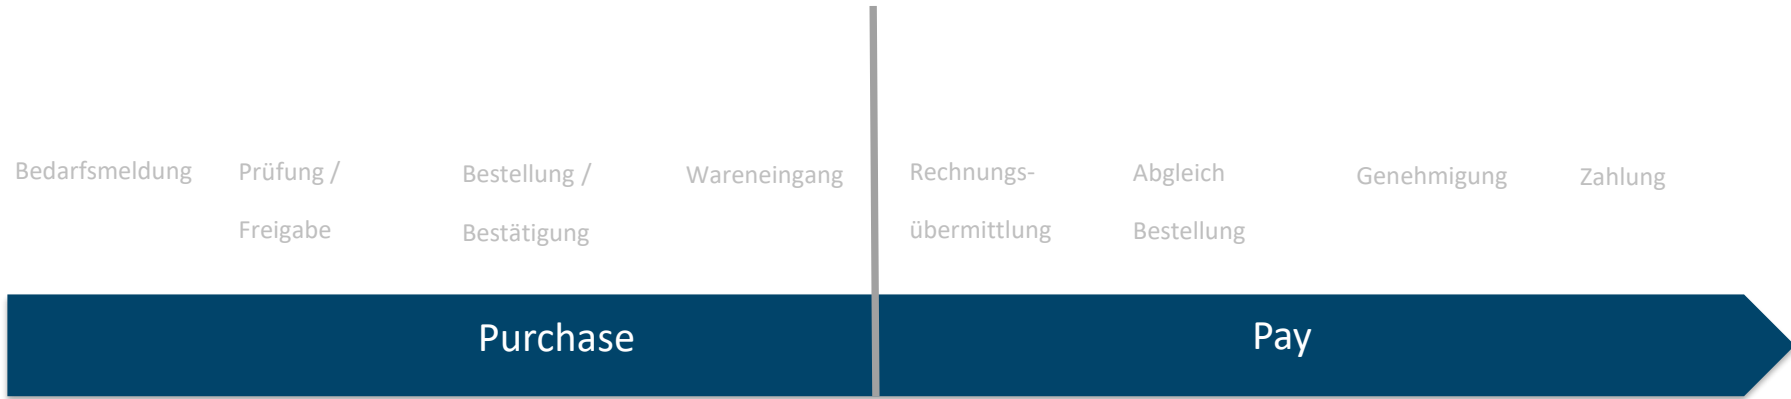 Bedarfsmeldung
Prüfung /
Freigabe
Bestellung /
Bestätigung
Wareneingang
Rechnungs-
übermittlung
Abgleich
Bestellung
Genehmigung
Zahlung
Purchase
Pay